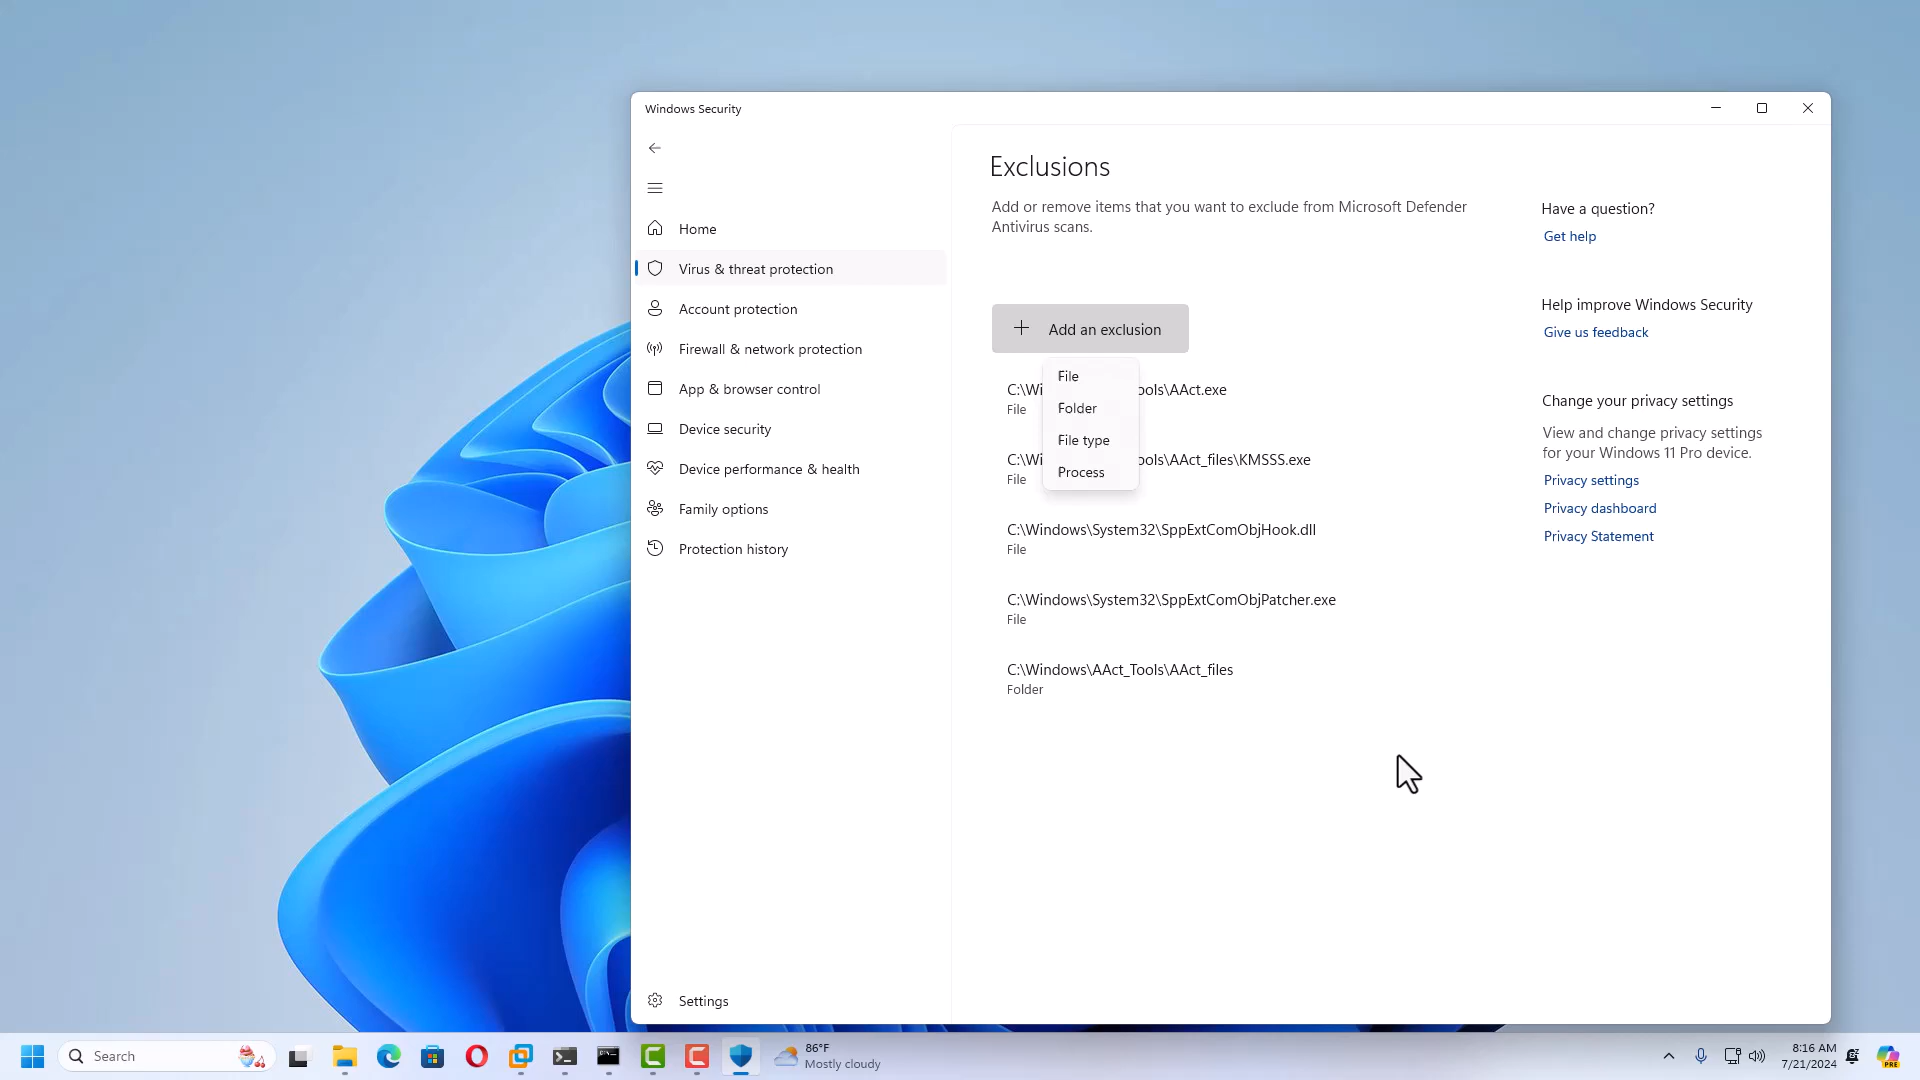 Windows Security
Home
Virus & threat protection
Account protection
Firewall & network protection
App & browser control
Device security
Device performance & health
Family options
Protection history
Settings
Exclusions
Add or remove items that you want to exclude from Microsoft Defender
Antivirus scans.
Add an exclusion
File
Folder
File type
Process
C:\Wi ools\AAct.exe
File
C:\Wi ools\AAct_files\KMSSS.exe
File
C:\Windows\System32\SppExtComObjHook.dll
File
C:\Windows\System32\SppExtComObjPatcher.exe
File
C:\Windows\AAct_Tools\AAct_files
Folder
Have a question?
Get help
Help improve Windows Security
Give us feedback
Change your privacy settings
View and change privacy settings
for your Windows 11 Pro device.
Privacy settings
Privacy dashboard
Privacy Statement
Search
86°F
Mostly cloudy
8:16 AM
7/21/2024
PRE